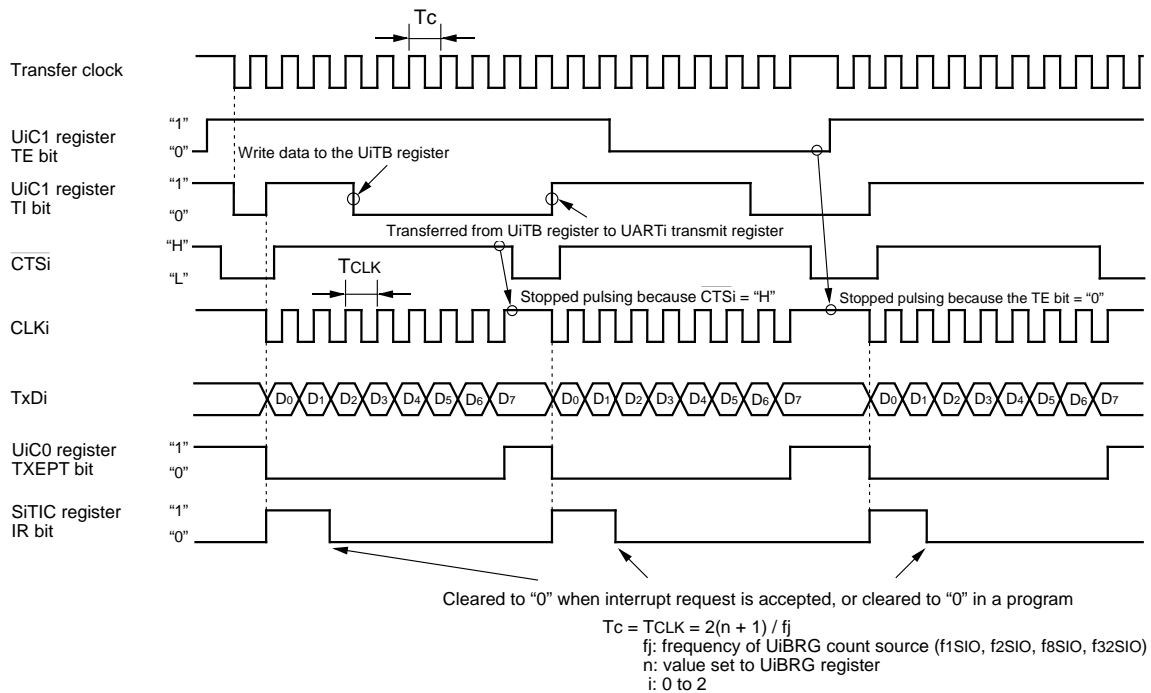 Tc
Transfer clock
UiC1 register
TE bit
“1”
“0”
Write data to the UiTB register
UiC1 register
TI bit
“1”
“0”
Transferred from UiTB register to UARTi transmit register
CTSi
“H”
“L”
TCLK
Stopped pulsing because CTSi = “H”
Stopped pulsing because the TE bit = “0”
CLKi
TxDi
D0 D1 D2 D3 D4 D5 D6 D7 D0 D1 D2 D3 D4 D5 D6 D7 D0 D1 D2 D3 D4 D5 D6 D7
UiC0 register
TXEPT bit
“1”
“0”
SiTIC register
IR bit
“1”
“0”
Cleared to “0” when interrupt request is accepted, or cleared to “0” in a program
Tc = TCLK = 2(n + 1) / fj
fj: frequency of UiBRG count source (f1SIO, f2SIO, f8SIO, f32SIO)
n: value set to UiBRG register
i: 0 to 2